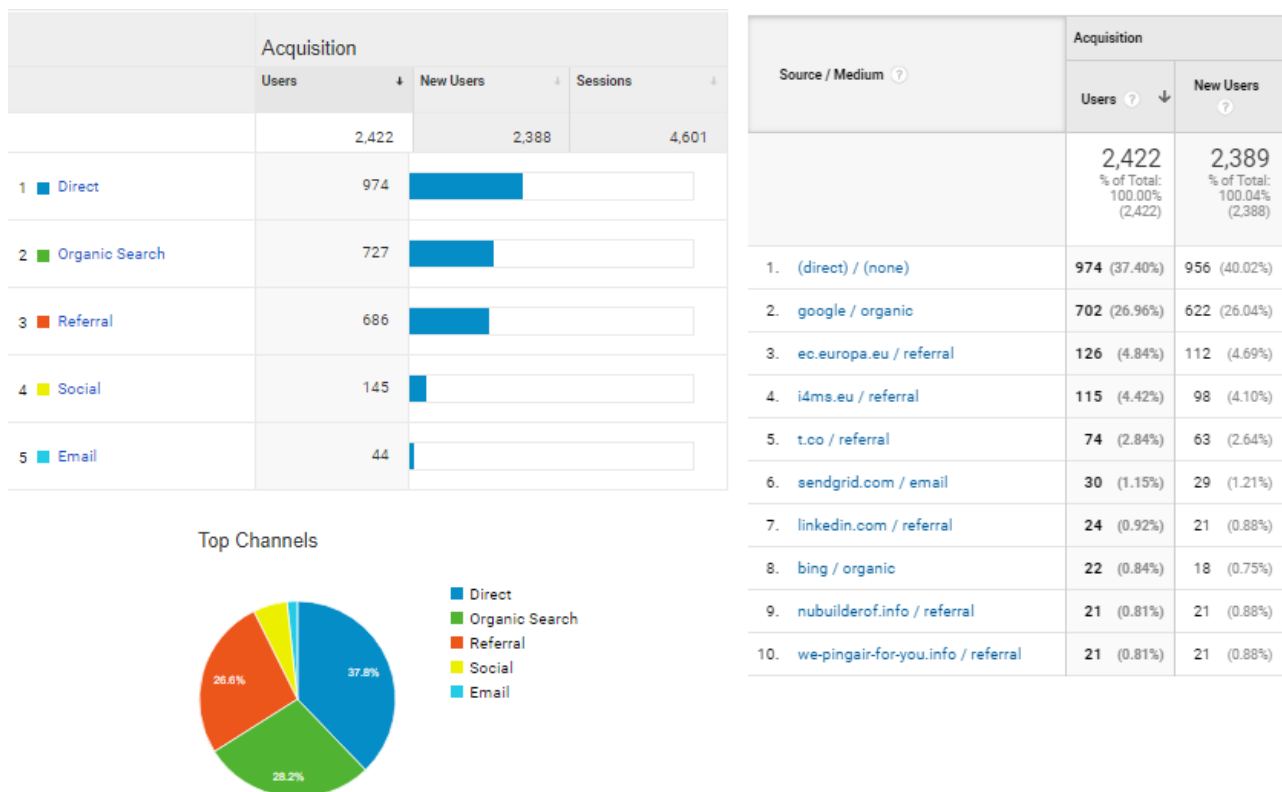 Acquisition
Users New Users Sessions
2,422 2,388 4,601
1 Direct 974
2 Organic Search 727
3 Referral 686
4 Social 145
5 Email 44
Top Channels
37.8%
28.2%
26.6%
Direct
Organic Search
Referral
Social
Email
Source / Medium ?
Acquisition
Users ? New Users ?
2,422 2,389
% of Total: % of Total:
100.00% 100.04%
(2,422) (2,388)
1. (direct) / (none) 974 (37.40%) 956 (40.02%)
2. google / organic 702 (26.96%) 622 (26.04%)
3. ec.europa.eu / referral 126 (4.84%) 112 (4.69%)
4. i4ms.eu / referral 115 (4.42%) 98 (4.10%)
5. t.co / referral 74 (2.84%) 63 (2.64%)
6. sendgrid.com / email 30 (1.15%) 29 (1.21%)
7. linkedin.com / referral 24 (0.92%) 21 (0.88%)
8. bing / organic 22 (0.84%) 18 (0.75%)
9. nubuilderof.info / referral 21 (0.81%) 21 (0.88%)
10. we-pingair-for-you.info / referral 21 (0.81%) 21 (0.88%)